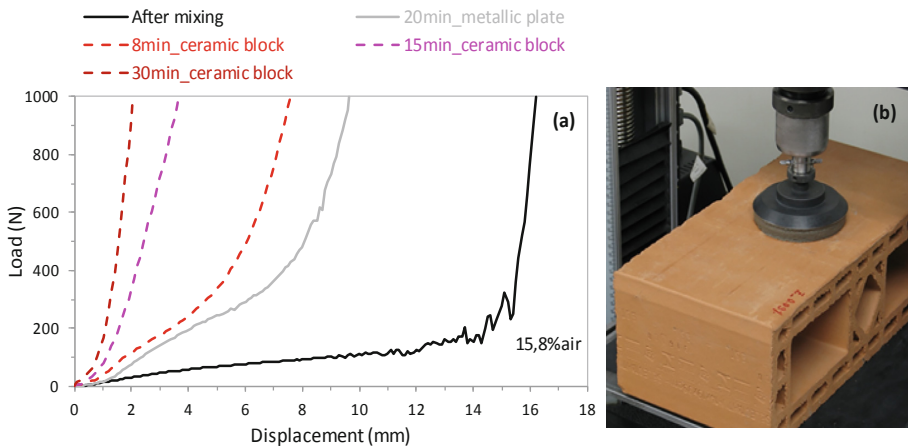 After mixing
20min_metallic plate
8min_ceramic block
15min_ceramic block
30min_ceramic block
1000
800
600
400
200
0
Load (N)
0 2 4 6 8 10 12 14 16 18
Displacement (mm)
15,8%air
(a)
(b)